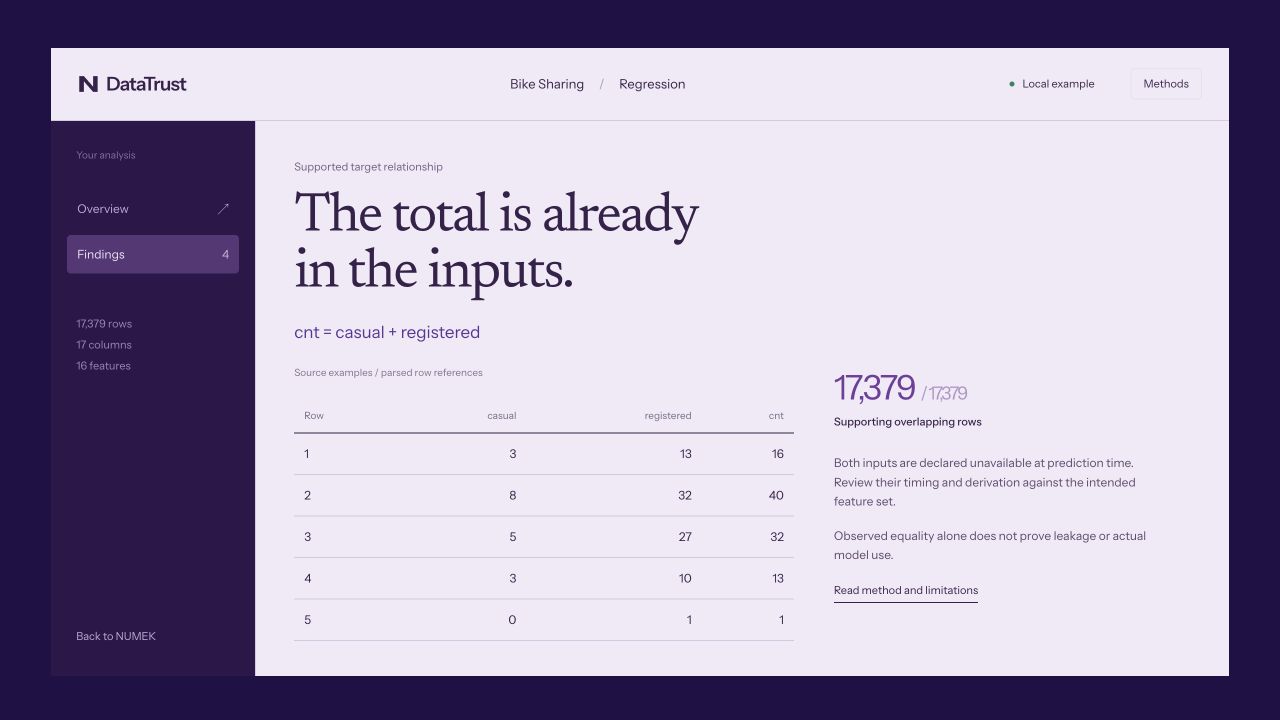 N DataTrust
Bike Sharing / Regression
Local example
Methods
Your analysis
Overview ↗
Findings 4
17,379 rows
17 columns
16 features
Back to NUMEK
Supported target relationship
The total is already
in the inputs.
cnt = casual + registered
Source examples / parsed row references
Row casual registered cnt
1 3 13 16
2 8 32 40
3 5 27 32
4 3 10 13
5 0 1 1
17,379 / 17,379
Supporting overlapping rows
Both inputs are declared unavailable at prediction time.
Review their timing and derivation against the intended
feature set.
Observed equality alone does not prove leakage or actual
model use.
Read method and limitations